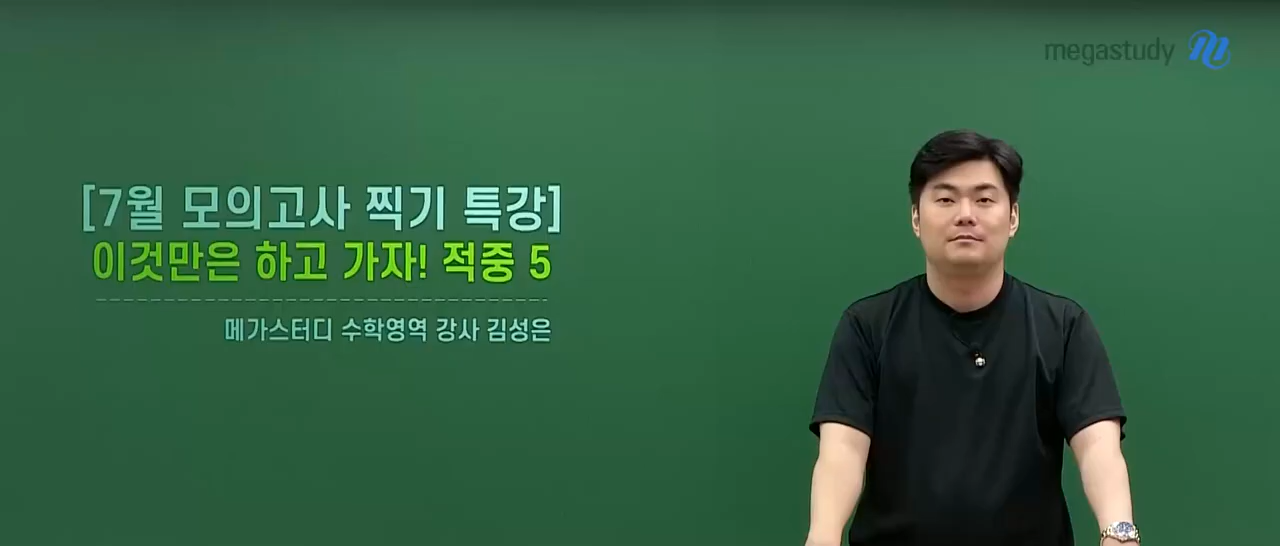 megastudy
[7월 모의고사 찍기 특강]
이것만은 하고 가자! 적중 5
메가스터디 수학영역 강사 김성은